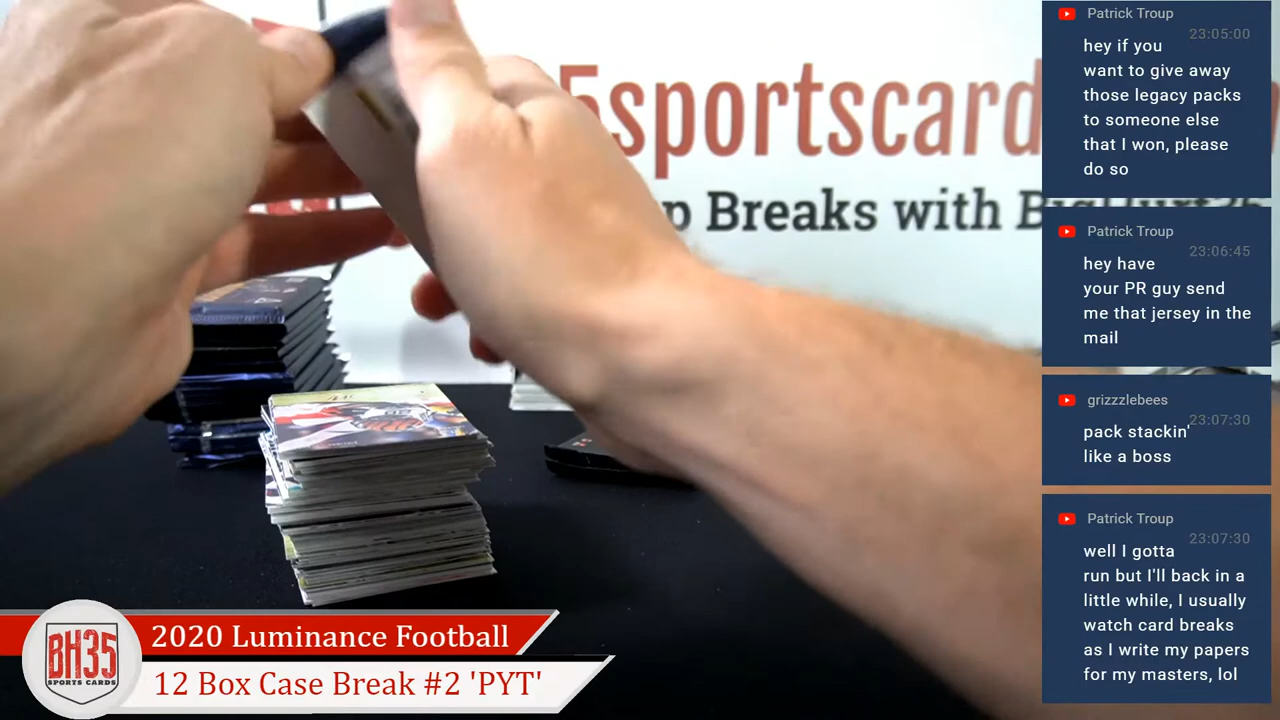 5sportscard
p Breaks with
Patrick Troup
23:05:00
hey if you
want to give away
those legacy packs
to someone else
that I won, please
do so
Patrick Troup
23:06:45
hey have
your PR guy send
me that jersey in the
mail
grizzzlebees
23:07:30
pack stackin'
like a boss
Patrick Troup
23:07:30
well I gotta
run but I'll back in a
little while, I usually
watch card breaks
as I write my papers
for my masters, lol
BH35
SPORTS CARDS
2020 Luminance Football
12 Box Case Break #2 'PYT'